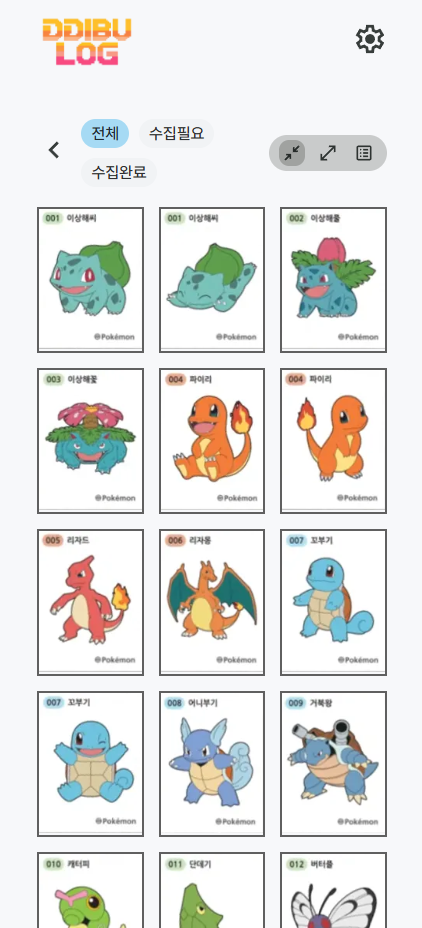 DDIBU
LOG
전체 수집필요
수집완료
001 이상해씨
©Pokémon
001 이상해씨
©Pokémon
002 이상해풀
©Pokémon
003 이상해꽃
©Pokémon
004 파이리
©Pokémon
004 파이리
©Pokémon
005 리자드
©Pokémon
006 리자몽
©Pokémon
007 꼬부기
©Pokémon
007 꼬부기
©Pokémon
008 어니부기
©Pokémon
009 거북왕
©Pokémon
010 캐터피
011 단데기
012 버터플